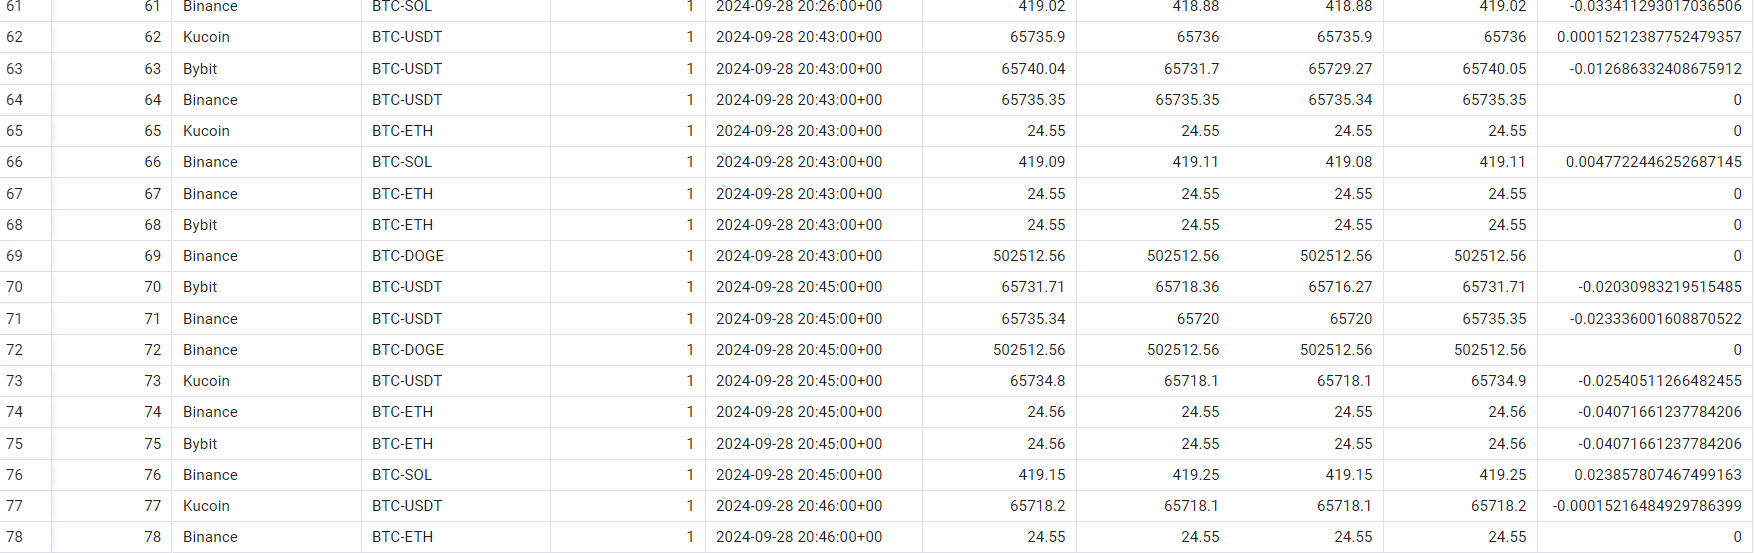 61 61 Binance BTC-SOL 1 2024-09-28 20:26:00+00 419.02 418.88 418.88 419.02 -0.033411293017036506
62 62 Kucoin BTC-USDT 1 2024-09-28 20:43:00+00 65735.9 65736 65735.9 65736 0.00015212387752479357
63 63 Bybit BTC-USDT 1 2024-09-28 20:43:00+00 65740.04 65731.7 65729.27 65740.05 -0.012686332408675912
64 64 Binance BTC-USDT 1 2024-09-28 20:43:00+00 65735.35 65735.35 65735.34 65735.35 0
65 65 Kucoin BTC-ETH 1 2024-09-28 20:43:00+00 24.55 24.55 24.55 24.55 0
66 66 Binance BTC-SOL 1 2024-09-28 20:43:00+00 419.09 419.11 419.08 419.11 0.0047722446252687145
67 67 Binance BTC-ETH 1 2024-09-28 20:43:00+00 24.55 24.55 24.55 24.55 0
68 68 Bybit BTC-ETH 1 2024-09-28 20:43:00+00 24.55 24.55 24.55 24.55 0
69 69 Binance BTC-DOGE 1 2024-09-28 20:43:00+00 502512.56 502512.56 502512.56 502512.56 0
70 70 Bybit BTC-USDT 1 2024-09-28 20:45:00+00 65731.71 65718.36 65716.27 65731.71 -0.02030983219515485
71 71 Binance BTC-USDT 1 2024-09-28 20:45:00+00 65735.34 65720 65720 65735.35 -0.023336001608870522
72 72 Binance BTC-DOGE 1 2024-09-28 20:45:00+00 502512.56 502512.56 502512.56 502512.56 0
73 73 Kucoin BTC-USDT 1 2024-09-28 20:45:00+00 65734.8 65718.1 65718.1 65734.9 -0.02540511266482455
74 74 Binance BTC-ETH 1 2024-09-28 20:45:00+00 24.56 24.55 24.55 24.56 -0.04071661237784206
75 75 Bybit BTC-ETH 1 2024-09-28 20:45:00+00 24.56 24.55 24.55 24.56 -0.04071661237784206
76 76 Binance BTC-SOL 1 2024-09-28 20:45:00+00 419.15 419.25 419.15 419.25 0.023857807467499163
77 77 Kucoin BTC-USDT 1 2024-09-28 20:46:00+00 65718.2 65718.1 65718.1 65718.2 -0.00015216484929786399
78 78 Binance BTC-ETH 1 2024-09-28 20:46:00+00 24.55 24.55 24.55 24.55 0